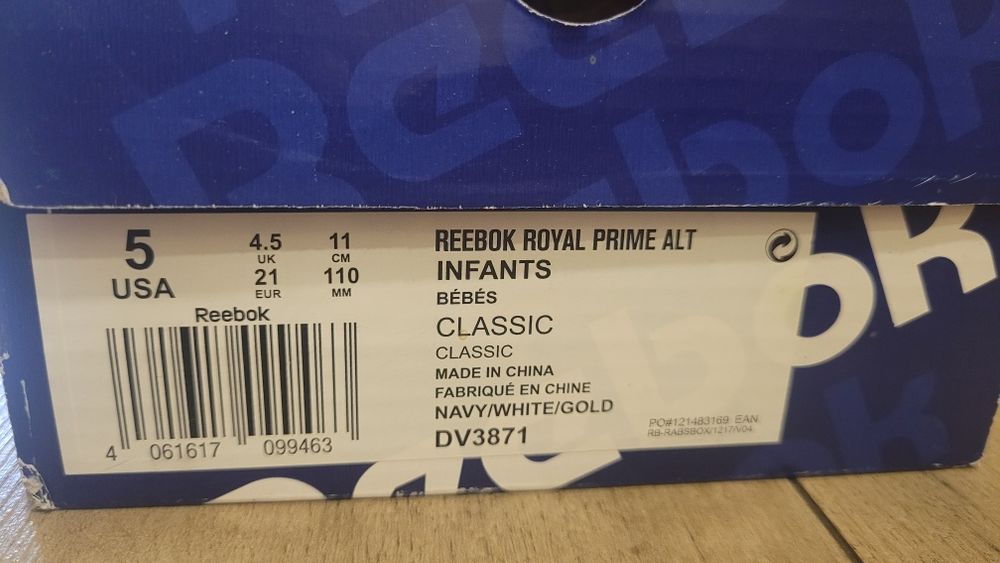 Reebok
5
USA
4.5
UK
21
EUR
11
CM
110
MM
Reebok
4 061617 099463
REEBOK ROYAL PRIME ALT
INFANTS
BÉBÉS
CLASSIC
CLASSIC
MADE IN CHINA
FABRIQUÉ EN CHINE
NAVY/WHITE/GOLD
DV3871
PO#121483169 EAN.
RB-RABSBOX/1217/V04.
Reebok